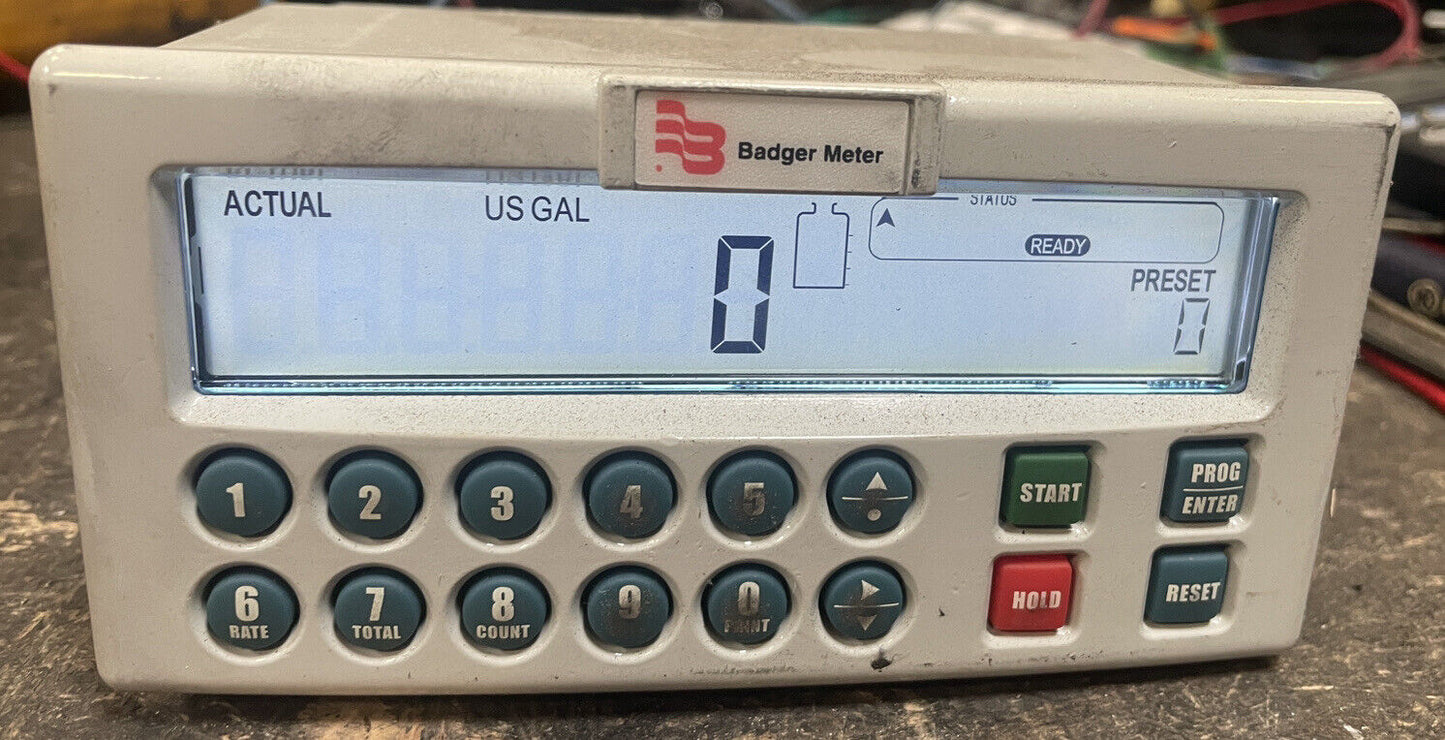 Badger Meter
ACTUAL US GAL STATUS
READY
0 PRESET
0
1 2 3 4 5 START PROG
ENTER
6 7 8 9 0 HOLD RESET
RATE TOTAL COUNT PRINT